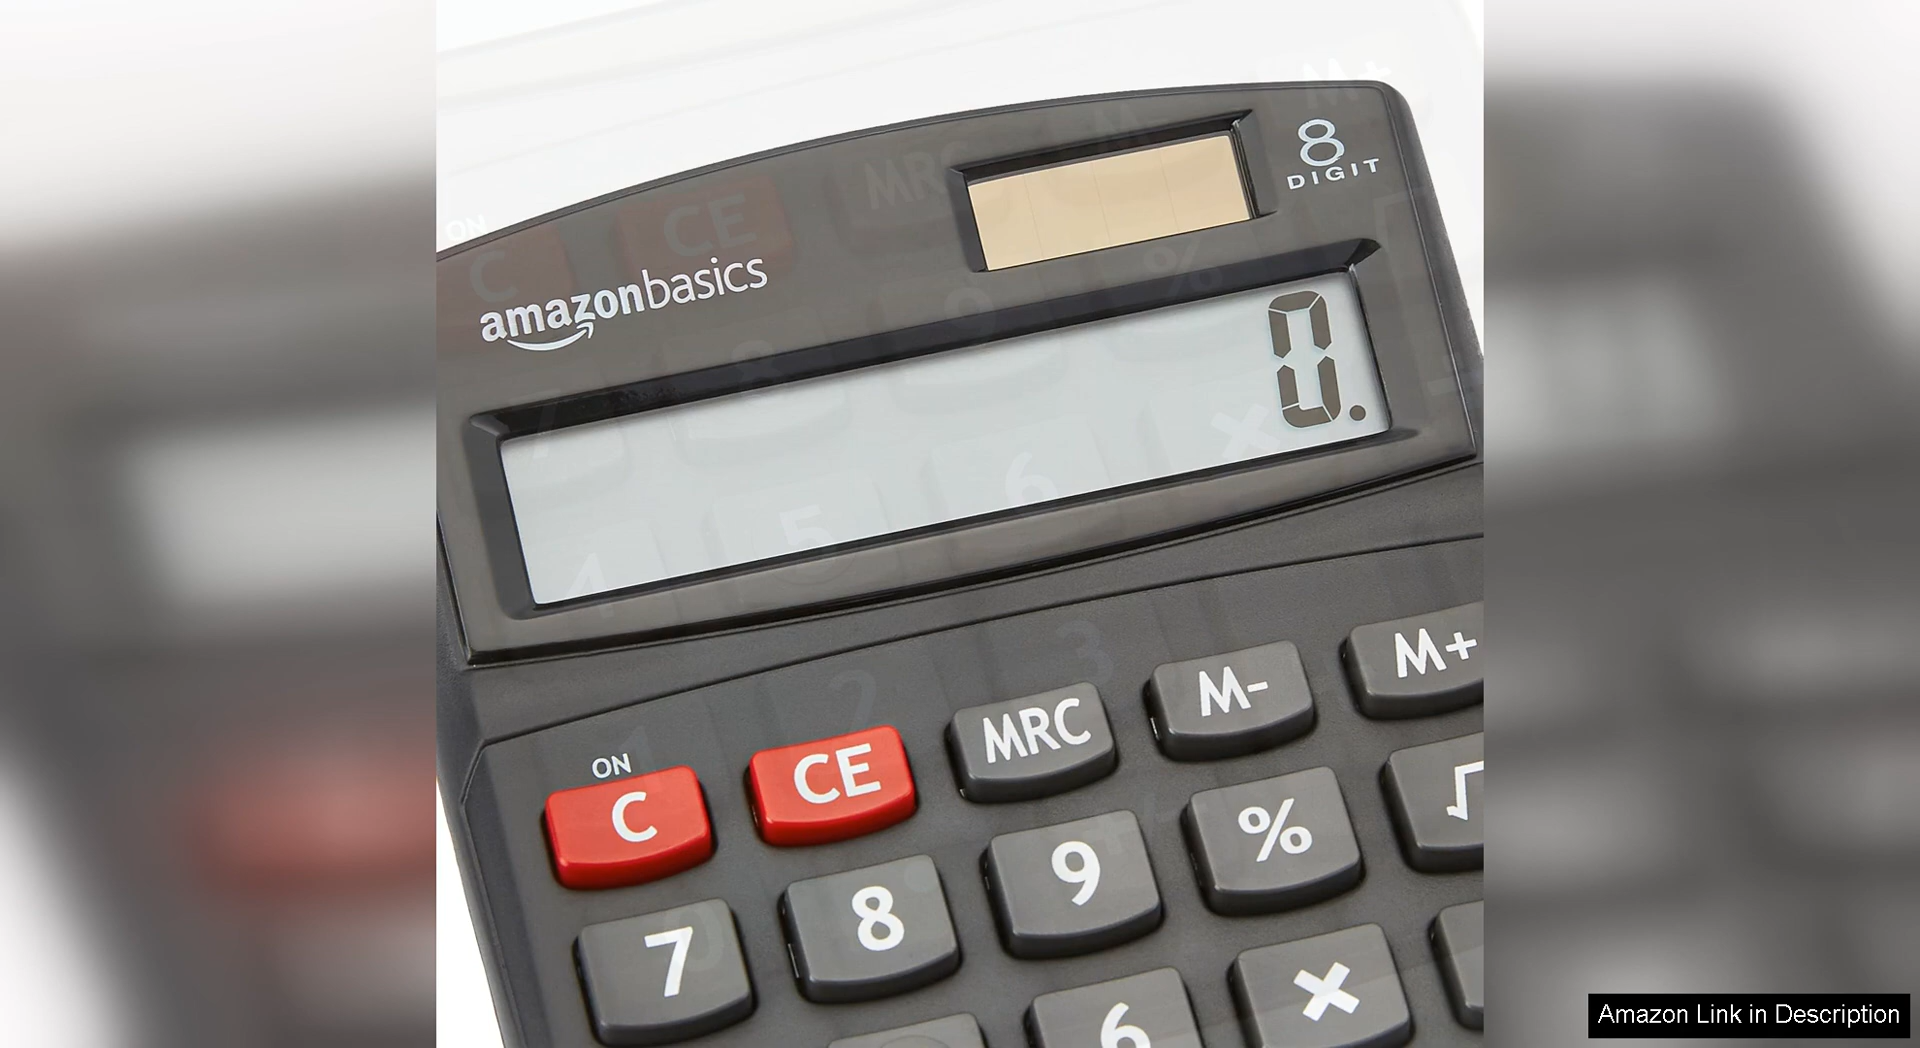 8
DIGIT
amazonbasics
0.
ON
C
CE
MRC
M-
M+
7
8
9
%
√
6
×
Amazon Link in Description